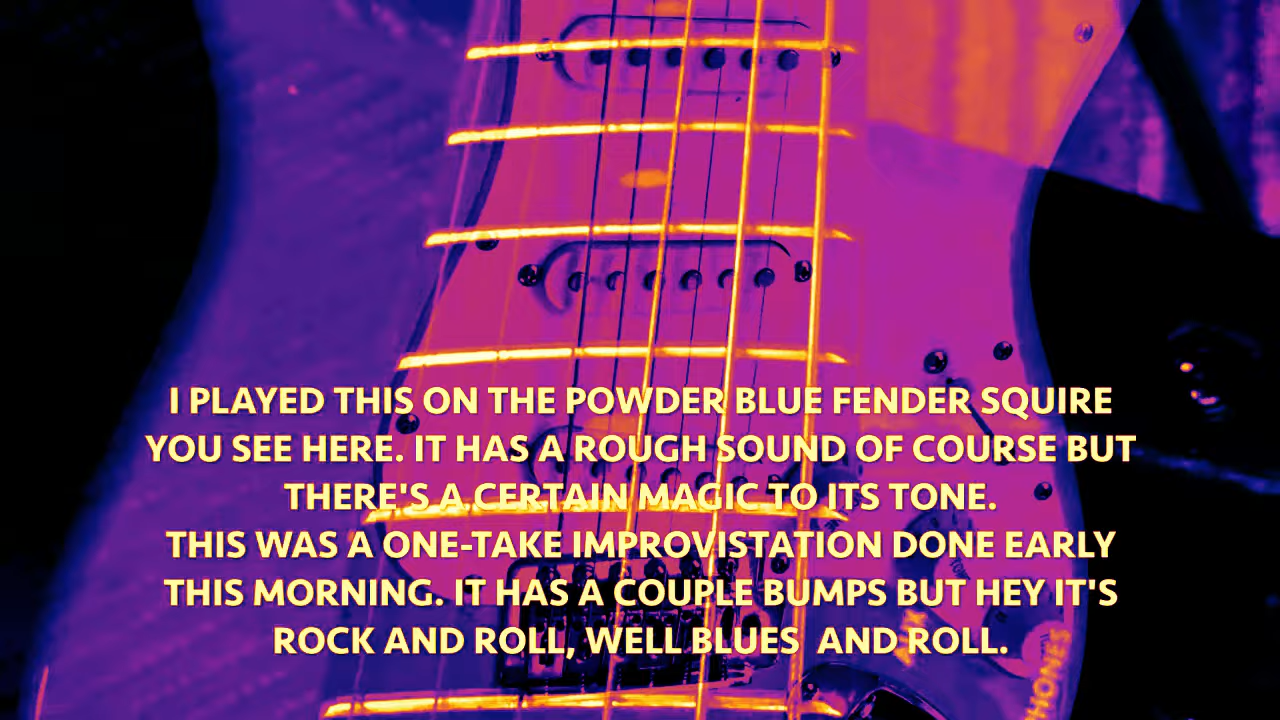 I PLAYED THIS ON THE POWDER BLUE FENDER SQUIRE
YOU SEE HERE. IT HAS A ROUGH SOUND OF COURSE BUT
THERE'S A CERTAIN MAGIC TO ITS TONE.
THIS WAS A ONE-TAKE IMPROVISTATION DONE EARLY
THIS MORNING. IT HAS A COUPLE BUMPS BUT HEY IT'S
ROCK AND ROLL, WELL BLUES  AND ROLL.